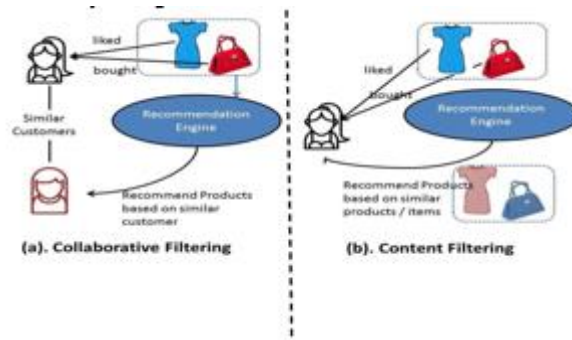 liked
bought
Similar
Customers
Recommendation
Engine
Recommend Products
based on similar
customer
(a). Collaborative Filtering
liked
bought
Recommendation
Engine
Recommend Products
based on similar
products / items
(b). Content Filtering